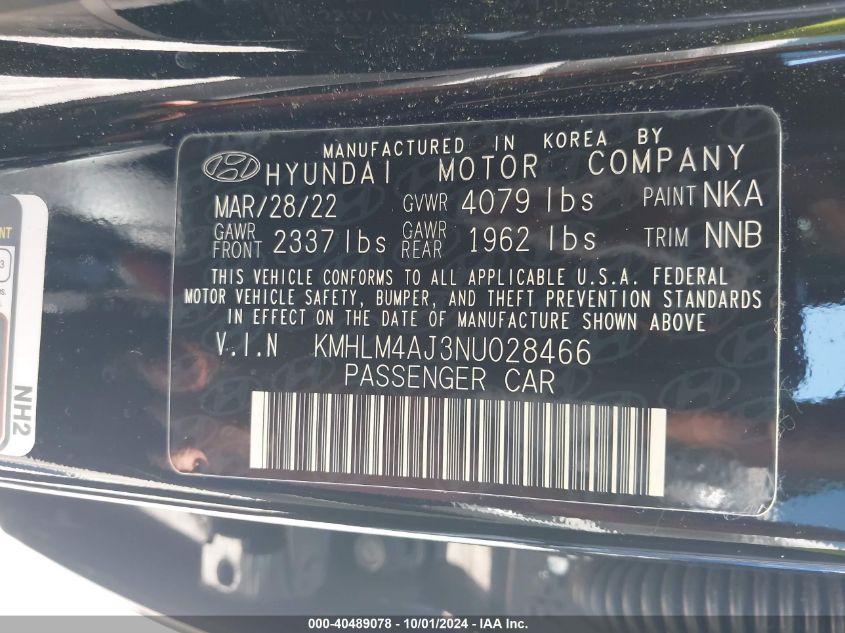 MANUFACTURED IN KOREA BY
HYUNDAI MOTOR COMPANY
MAR/28/22 GVWR 4079 lbs PAINT NKA
GAWR FRONT 2337 lbs GAWR REAR 1962 lbs TRIM NNB
THIS VEHICLE CONFORMS TO ALL APPLICABLE U.S.A. FEDERAL
MOTOR VEHICLE SAFETY, BUMPER, AND THEFT PREVENTION STANDARDS
IN EFFECT ON THE DATE OF MANUFACTURE SHOWN ABOVE
V.I.N KMHLM4AJ3NU028466
PASSENGER CAR
NH2
000-40489078 - 10/01/2024 - IAA Inc.